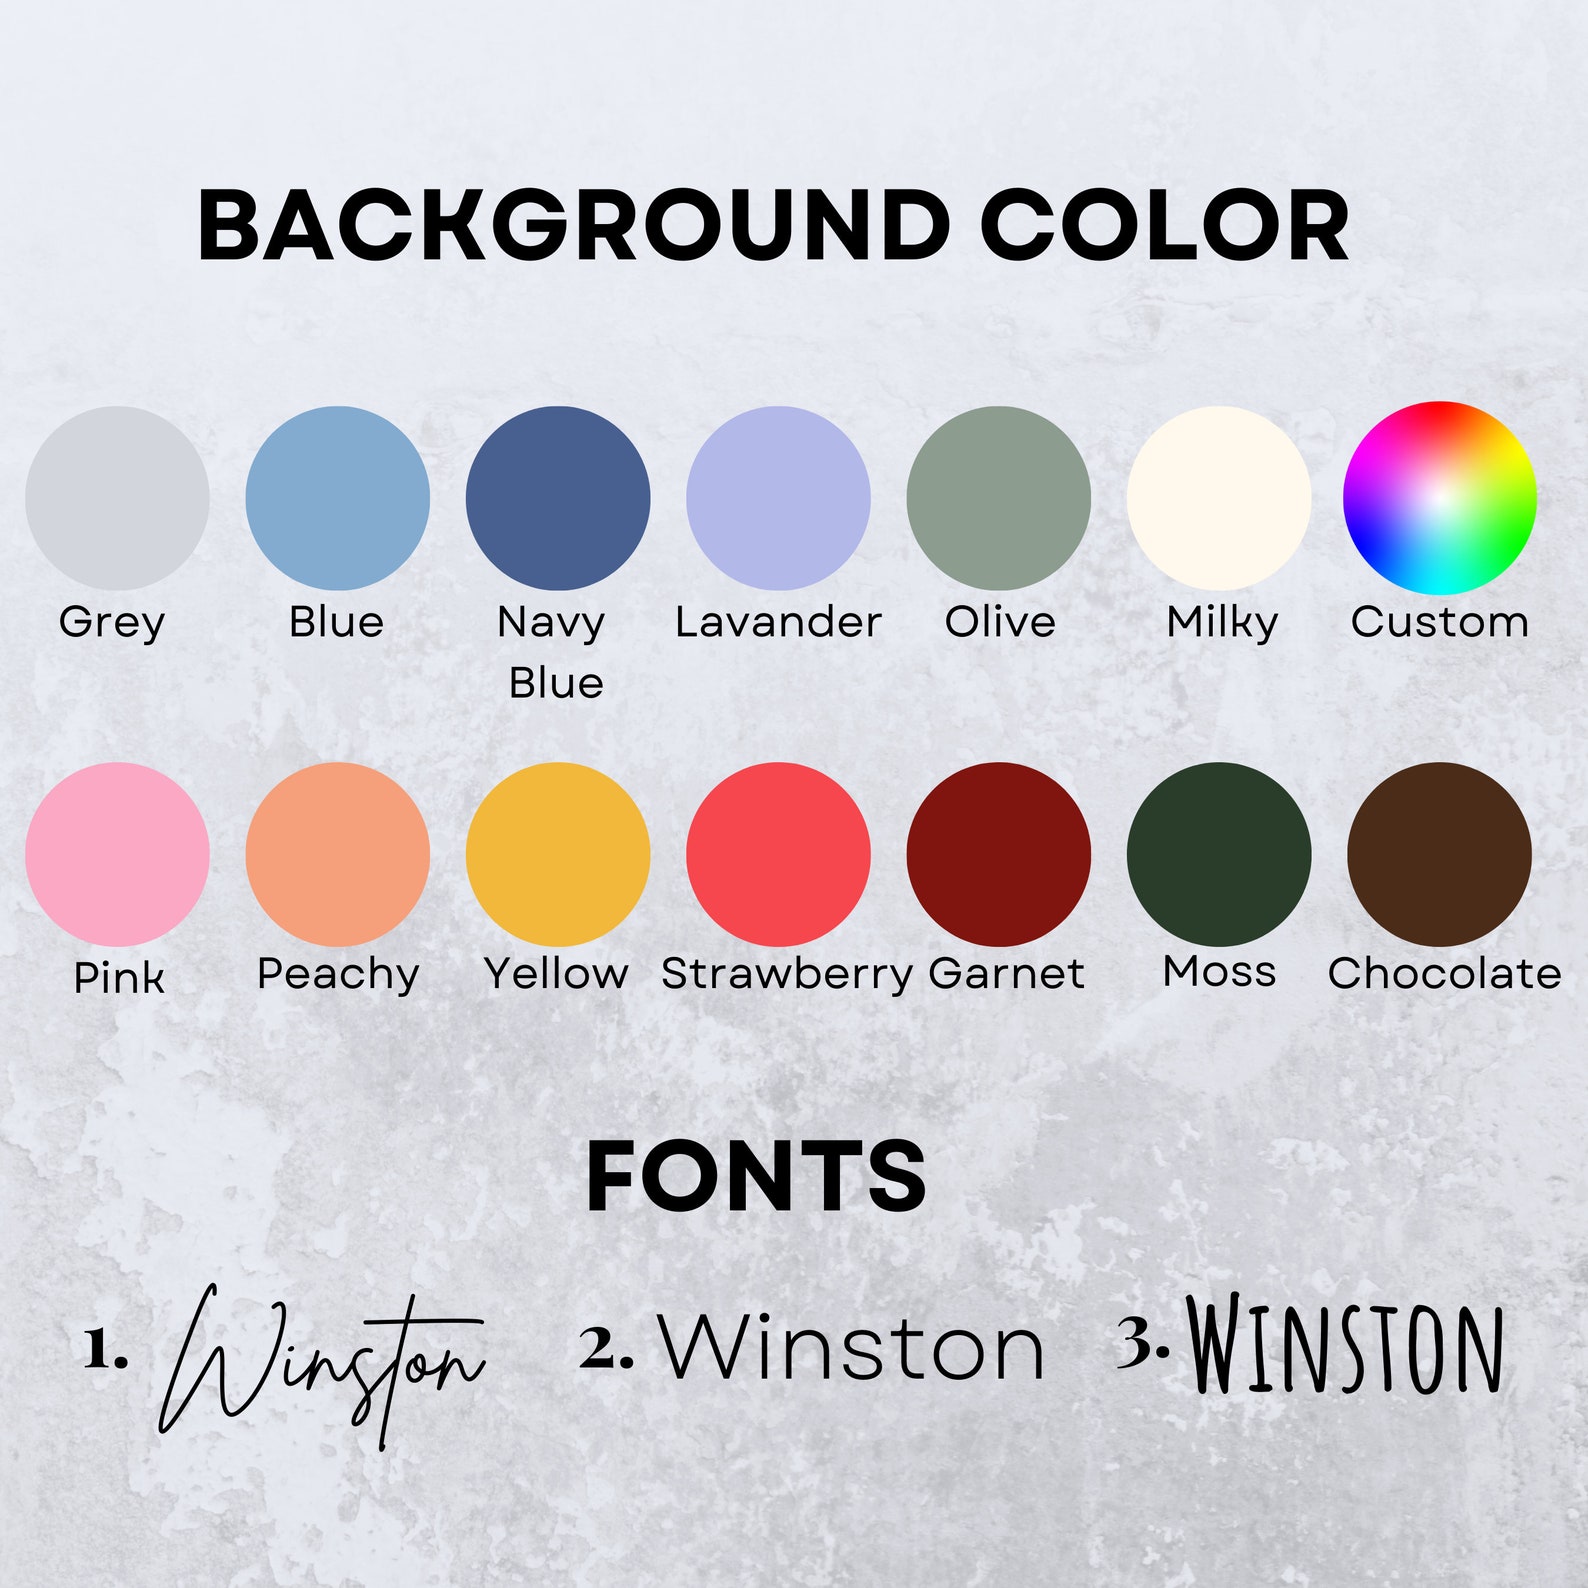 BACKGROUND COLOR
Grey Blue Navy Lavander Olive Milky Custom
Blue
Pink Peachy Yellow Strawberry Garnet Moss Chocolate
FONTS
1. Winston 2. Winston 3. WINSTON